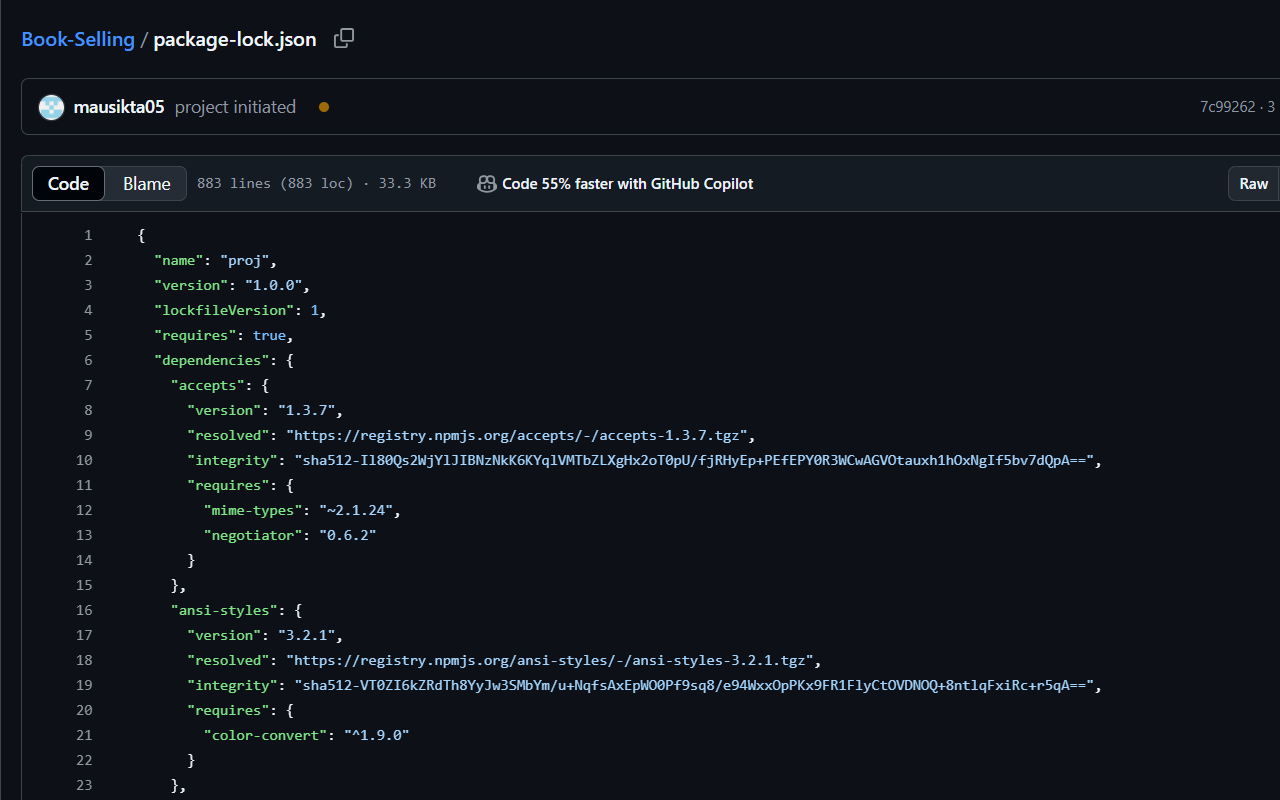 Book-Selling / package-lock.json
mausikta05 project initiated 7c99262 · 3
Code Blame 883 lines (883 loc) · 33.3 KB Code 55% faster with GitHub Copilot Raw
1 {
2 "name": "proj",
3 "version": "1.0.0",
4 "lockfileVersion": 1,
5 "requires": true,
6 "dependencies": {
7 "accepts": {
8 "version": "1.3.7",
9 "resolved": "https://registry.npmjs.org/accepts/-/accepts-1.3.7.tgz",
10 "integrity": "sha512-Il80Qs2WjYlJIBNzNkK6KYqlVMTbZLXgHx2oT0pU/fjRHyEp+PEfEPY0R3WCwAGVOtauxh1hOxNgIf5bv7dQpA==",
11 "requires": {
12 "mime-types": "~2.1.24",
13 "negotiator": "0.6.2"
14 }
15 },
16 "ansi-styles": {
17 "version": "3.2.1",
18 "resolved": "https://registry.npmjs.org/ansi-styles/-/ansi-styles-3.2.1.tgz",
19 "integrity": "sha512-VT0ZI6kZRdTh8YyJw3SMbYm/u+NqfsAxEpWO0Pf9sq8/e94WxxOpPKx9FR1FlyCtOVDNOQ+8ntlqFxiRc+r5qA==",
20 "requires": {
21 "color-convert": "^1.9.0"
22 }
23 },